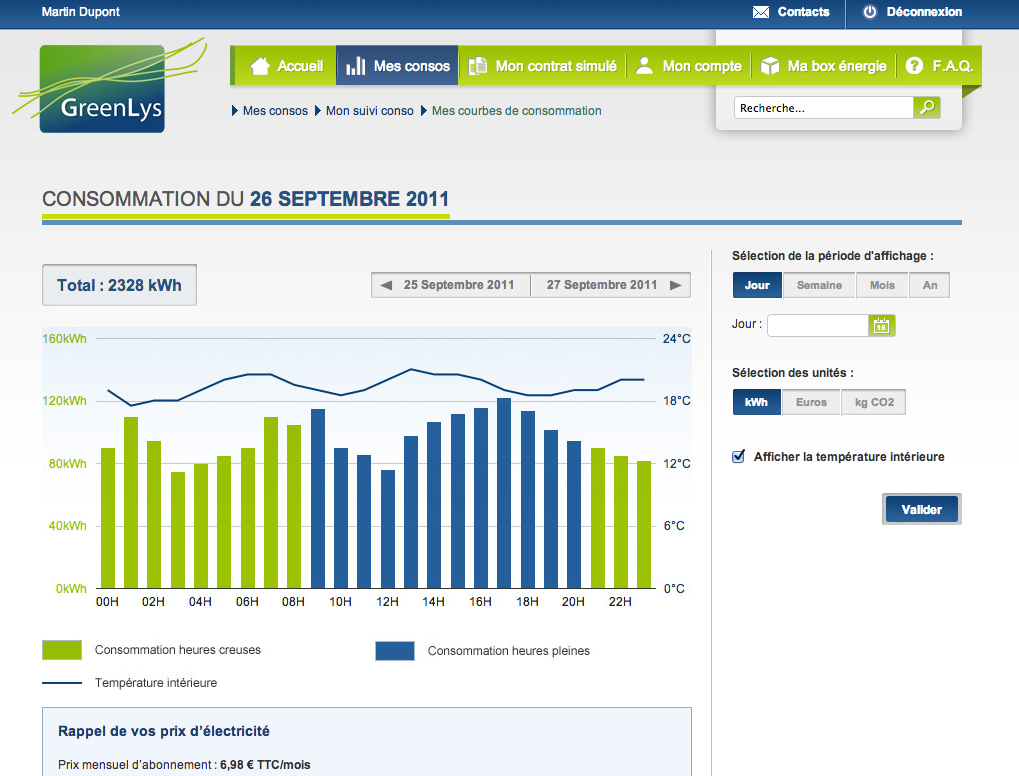 Martin Dupont
Contacts
Déconnexion
GreenLys
Accueil
Mes consos
Mon contrat simulé
Mon compte
Ma box énergie
F.A.Q.
Mes consos
Mon suivi conso
Mes courbes de consommation
Recherche...
CONSOMMATION DU 26 SEPTEMBRE 2011
Total : 2328 kWh
25 Septembre 2011
27 Septembre 2011
160kWh
120kWh
80kWh
40kWh
0kWh
24°C
18°C
12°C
6°C
0°C
00H 02H 04H 06H 08H 10H 12H 14H 16H 18H 20H 22H
Consommation heures creuses
Consommation heures pleines
Température intérieure
Rappel de vos prix d'électricité
Prix mensuel d'abonnement : 6,98 € TTC/mois
Sélection de la période d'affichage :
Jour
Semaine
Mois
An
Jour :
15
Sélection des unités :
kWh
Euros
kg CO2
Afficher la température intérieure
Valider